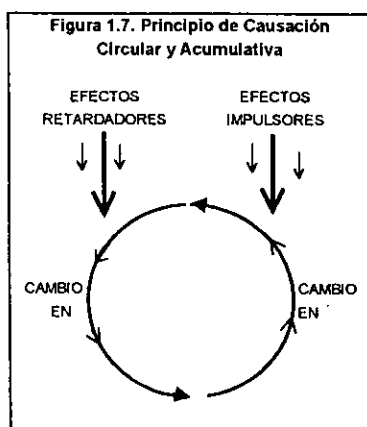 Figura 1.7. Principio de Causación
Circular y Acumulativa
EFECTOS
RETARDADORES
EFECTOS
IMPULSORES
CAMBIO
EN
CAMBIO
EN